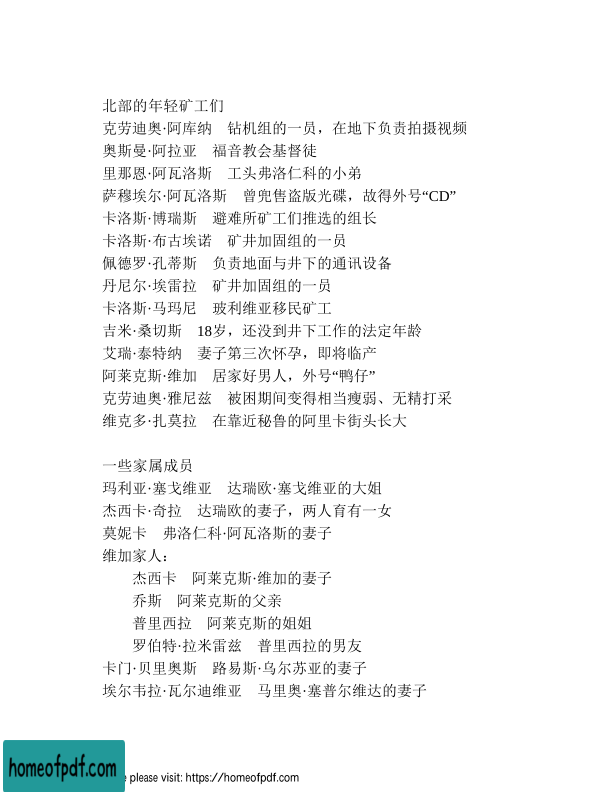 北部的年轻矿工们
克劳迪奥·阿库纳　钻机组的一员，在地下负责拍摄视频
奥斯曼·阿拉亚　福音教会基督徒
里那恩·阿瓦洛斯　工头弗洛仁科的小弟
萨穆埃尔·阿瓦洛斯　曾兜售盗版光碟，故得外号“CD”
卡洛斯·博瑞斯　避难所矿工们推选的组长
卡洛斯·布古埃诺　矿井加固组的一员
佩德罗·孔蒂斯　负责地面与井下的通讯设备
丹尼尔·埃雷拉　矿井加固组的一员
卡洛斯·马玛尼　玻利维亚移民矿工
吉米·桑切斯　18岁，还没到井下工作的法定年龄
艾瑞·泰特纳　妻子第三次怀孕，即将临产
阿莱克斯·维加　居家好男人，外号“鸭仔”
克劳迪奥·雅尼兹　被困期间变得相当瘦弱、无精打采
维克多·扎莫拉　在靠近秘鲁的阿里卡街头长大
一些家属成员
玛利亚·塞戈维亚　达瑞欧·塞戈维亚的大姐
杰西卡·奇拉　达瑞欧的妻子，两人育有一女
莫妮卡　弗洛仁科·阿瓦洛斯的妻子
维加家人：
杰西卡　阿莱克斯·维加的妻子
乔斯　阿莱克斯的父亲
普里西拉　阿莱克斯的姐姐
罗伯特·拉米雷兹　普里西拉的男友
卡门·贝里奥斯　路易斯·乌尔苏亚的妻子
埃尔韦拉·瓦尔迪维亚　马里奥·塞普尔维达的妻子
homeofpdf.com
please visit: https://homeofpdf.com